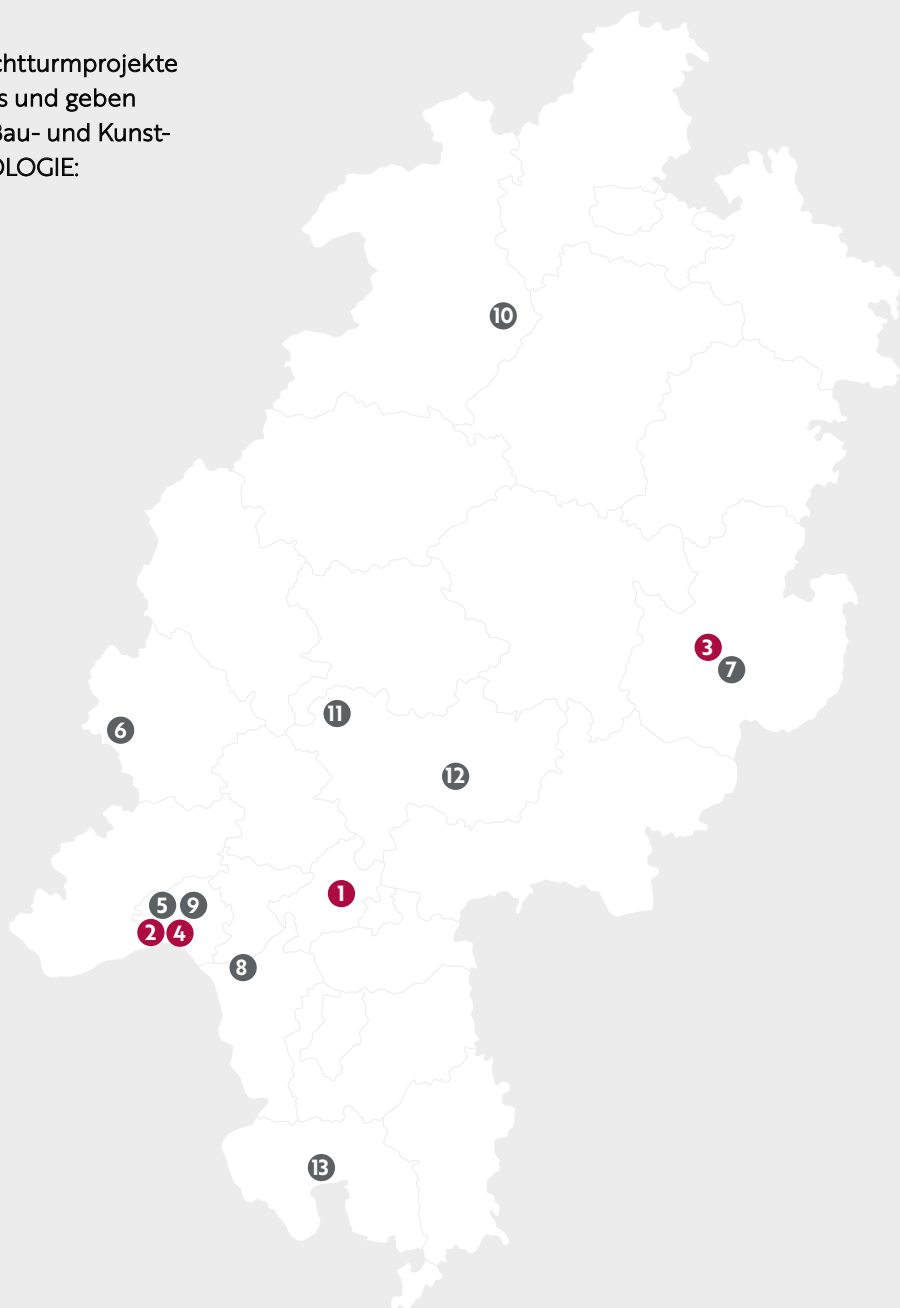 chtturmprojekte
s und geben
Bau- und Kunst-
OLOGIE:
10
3
7
11
6
12
1
5 9
2 4
8
13